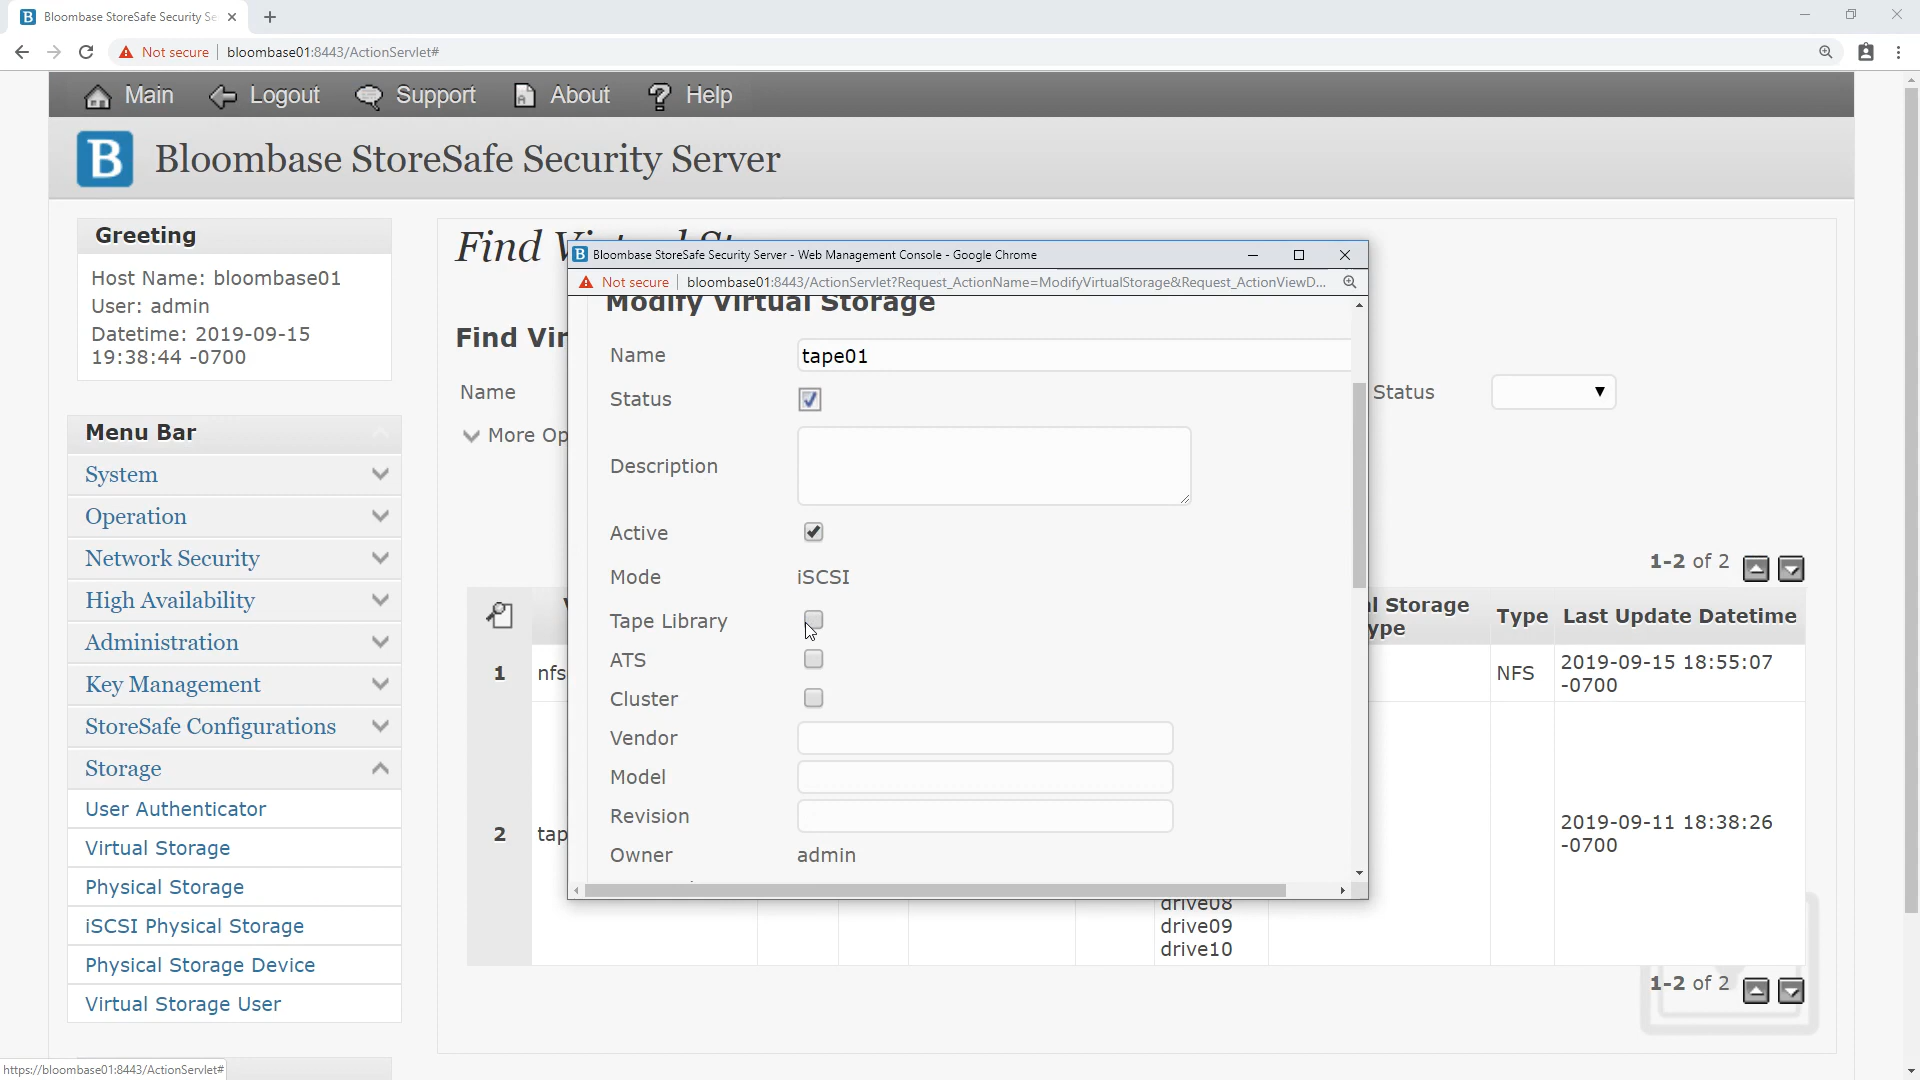 Bloombase StoreSafe Security Se
Not secure
bloombase01:8443/ActionServlet#
Main
Logout
Support
About
Help
B
Bloombase StoreSafe Security Server
Greeting
Host Name: bloombase01
User: admin
Datetime: 2019-09-15
19:38:44 -0700
Menu Bar
System
Operation
Network Security
High Availability
Administration
Key Management
StoreSafe Configurations
Storage
User Authenticator
Virtual Storage
Physical Storage
iSCSI Physical Storage
Physical Storage Device
Virtual Storage User
Find Virtual St
Find Vir
Name
More Op
Status
1-2 of 2
l Storage
ype
Type
Last Update Datetime
1
nfs
NFS
2019-09-15 18:55:07
-0700
2
tap
2019-09-11 18:38:26
-0700
drive08
drive09
drive10
1-2 of 2
Bloombase StoreSafe Security Server - Web Management Console - Google Chrome
Not secure
bloombase01:8443/ActionServlet?Request_ActionName=ModifyVirtualStorage&Request_ActionViewD...
Modify Virtual Storage
Name
tape01
Status
Description
Active
Mode
iSCSI
Tape Library
ATS
Cluster
Vendor
Model
Revision
Owner
admin
https://bloombase01:8443/ActionServlet#